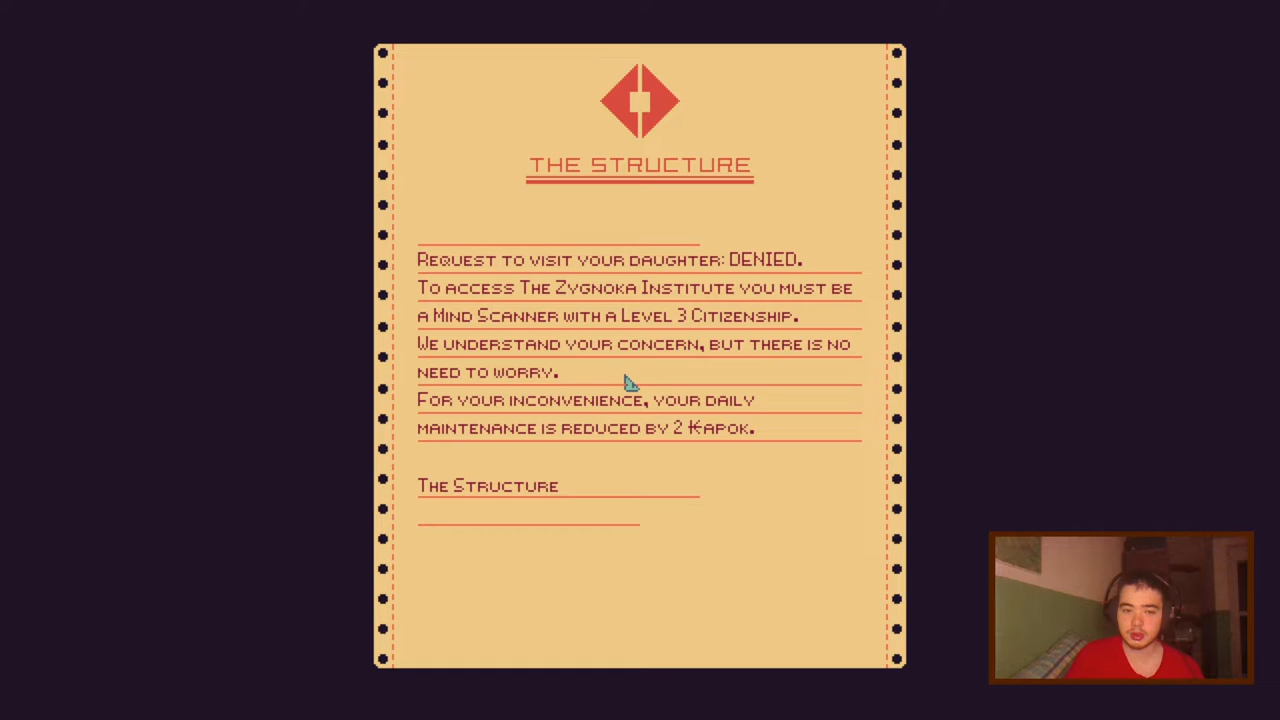 THE STRUCTURE
REQUEST TO VISIT YOUR DAUGHTER: DENIED.
TO ACCESS THE ZYGNOKA INSTITUTE YOU MUST BE
A MIND SCANNER WITH A LEVEL 3 CITIZENSHIP.
WE UNDERSTAND YOUR CONCERN, BUT THERE IS NO
NEED TO WORRY.
FOR YOUR INCONVENIENCE, YOUR DAILY
MAINTENANCE IS REDUCED BY 2 KAPOK.
THE STRUCTURE